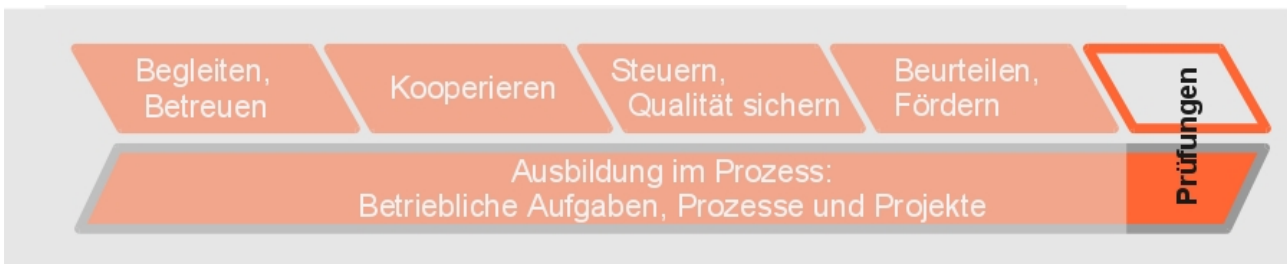 Begleiten,
Betreuen
Kooperieren
Steuern,
Qualität sichern
Beurteilen,
Fördern
Prüfungen
Ausbildung im Prozess:
Betriebliche Aufgaben, Prozesse und Projekte